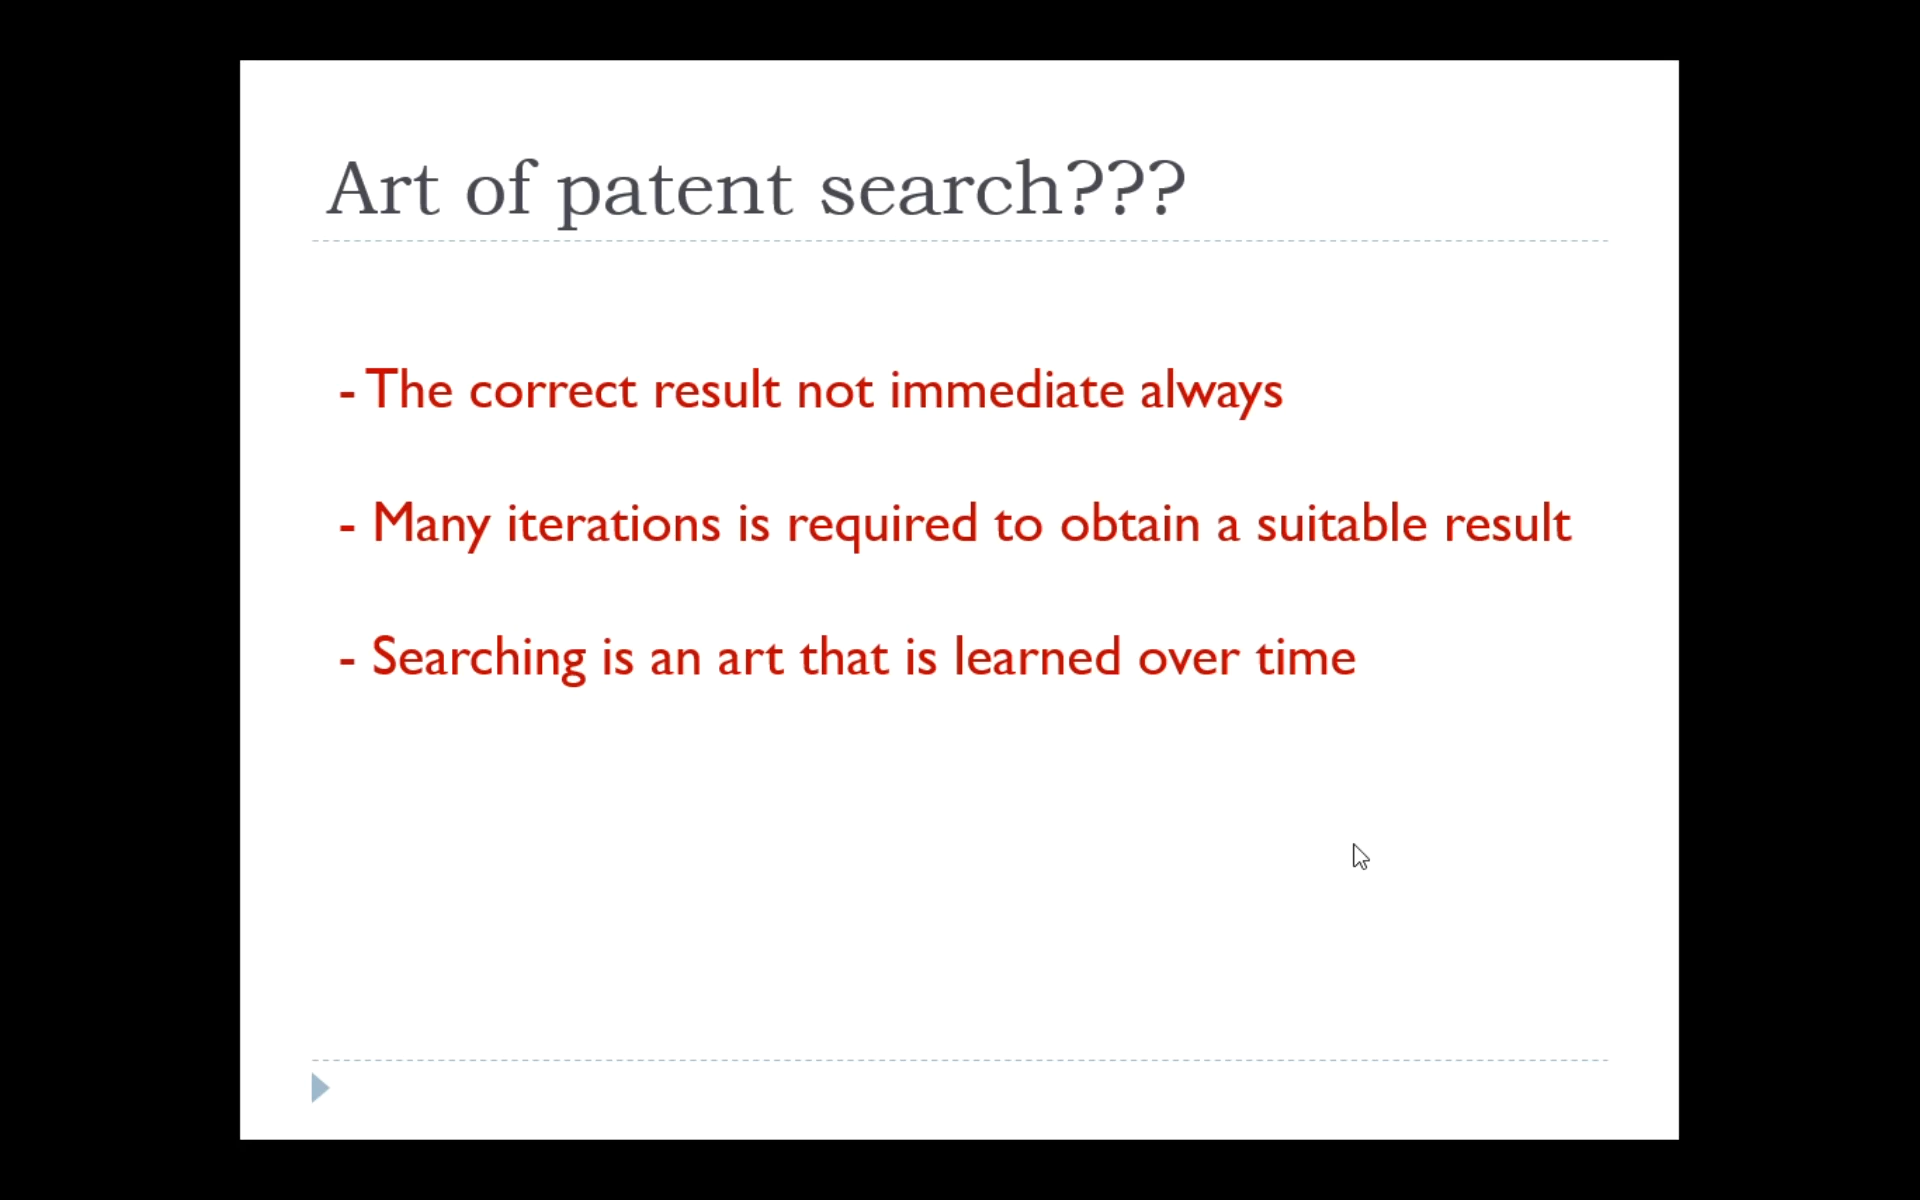 Art of patent search???
- The correct result not immediate always
- Many iterations is required to obtain a suitable result
- Searching is an art that is learned over time